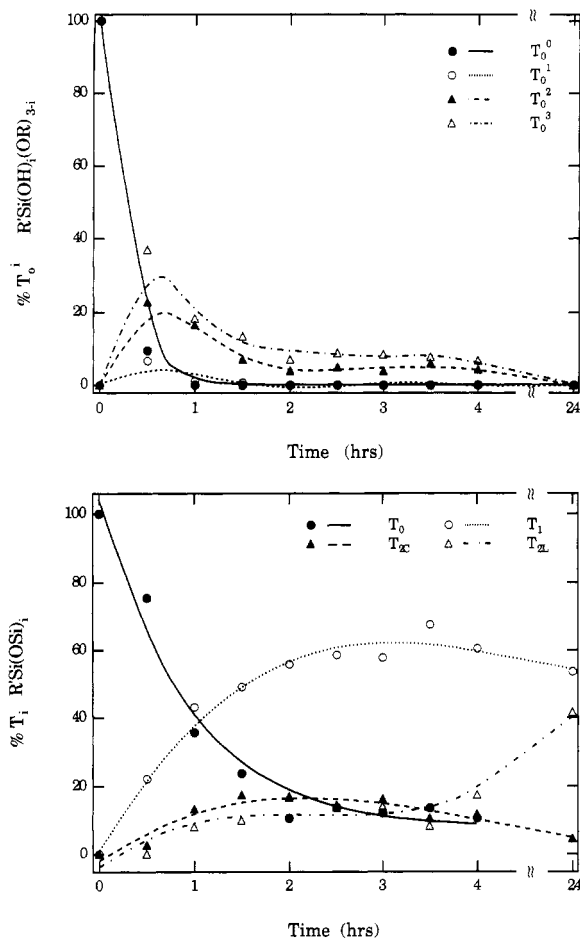 100
80
60
40
20
0
% T₀ⁱ R'Si(OH)ᵢ(OR)₃₋ᵢ
T₀⁰
T₀¹
T₀²
T₀³
0 1 2 3 4 24
Time (hrs)
100
80
60
40
20
0
% Tᵢ R'Si(OSi)ᵢ
T₀ T₁
T₂C T₂L
0 1 2 3 4 24
Time (hrs)